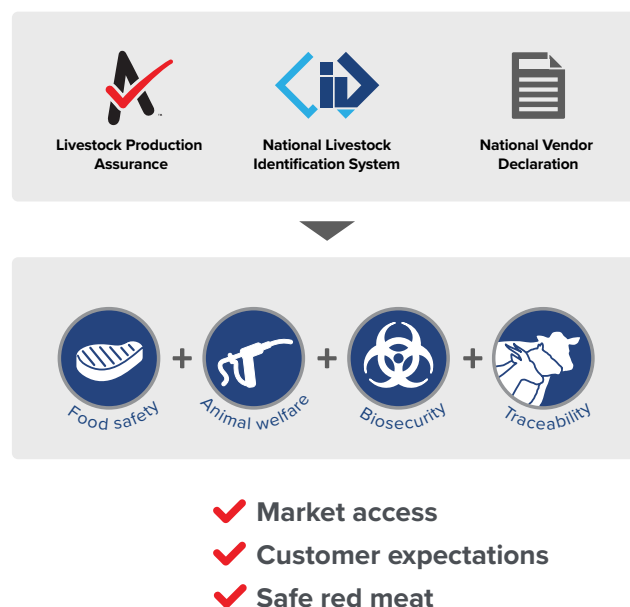 Livestock Production
Assurance
National Livestock
Identification System
National Vendor
Declaration
Food safety
+
Animal welfare
+
Biosecurity
+
Traceability
Market access
Customer expectations
Safe red meat